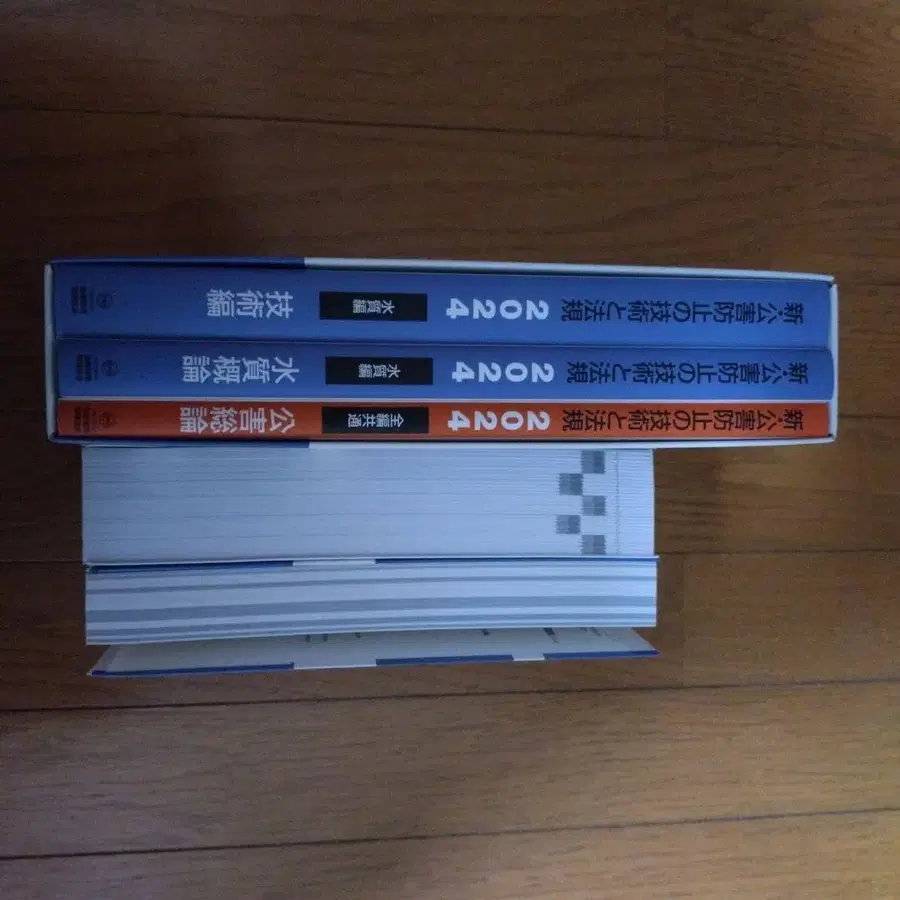 新・公害防止の技術と法規 2024 水質編 技術編
新・公害防止の技術と法規 2024 水質編 水質概論
新・公害防止の技術と法規 2024 全編共通 公害総論